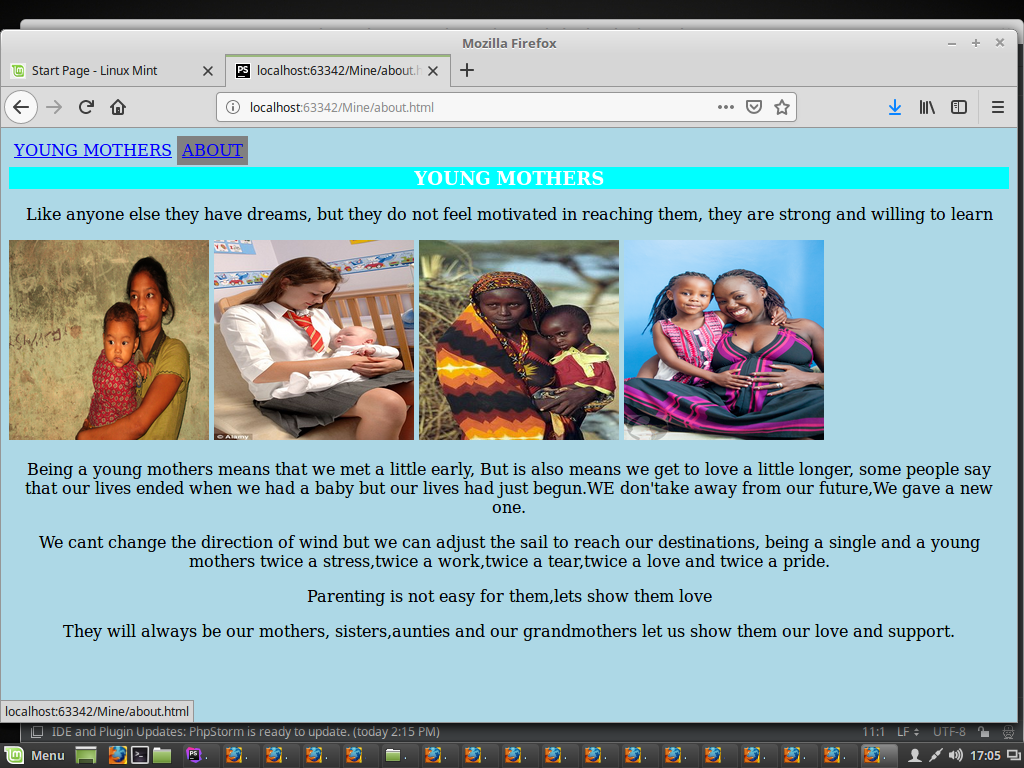 Mozilla Firefox
Start Page - Linux Mint
PS localhost:63342/Mine/about.h
localhost:63342/Mine/about.html
YOUNG MOTHERS ABOUT
YOUNG MOTHERS
Like anyone else they have dreams, but they do not feel motivated in reaching them, they are strong and willing to learn
© Alamy
Being a young mothers means that we met a little early, But is also means we get to love a little longer, some people say
that our lives ended when we had a baby but our lives had just begun.WE don'take away from our future,We gave a new
one.
We cant change the direction of wind but we can adjust the sail to reach our destinations, being a single and a young
mothers twice a stress,twice a work,twice a tear,twice a love and twice a pride.
Parenting is not easy for them,lets show them love
They will always be our mothers, sisters,aunties and our grandmothers let us show them our love and support.
localhost:63342/Mine/about.html
IDE and Plugin Updates: PhpStorm is ready to update. (today 2:15 PM) 11:1 LF UTF-8
Menu PS 17:05